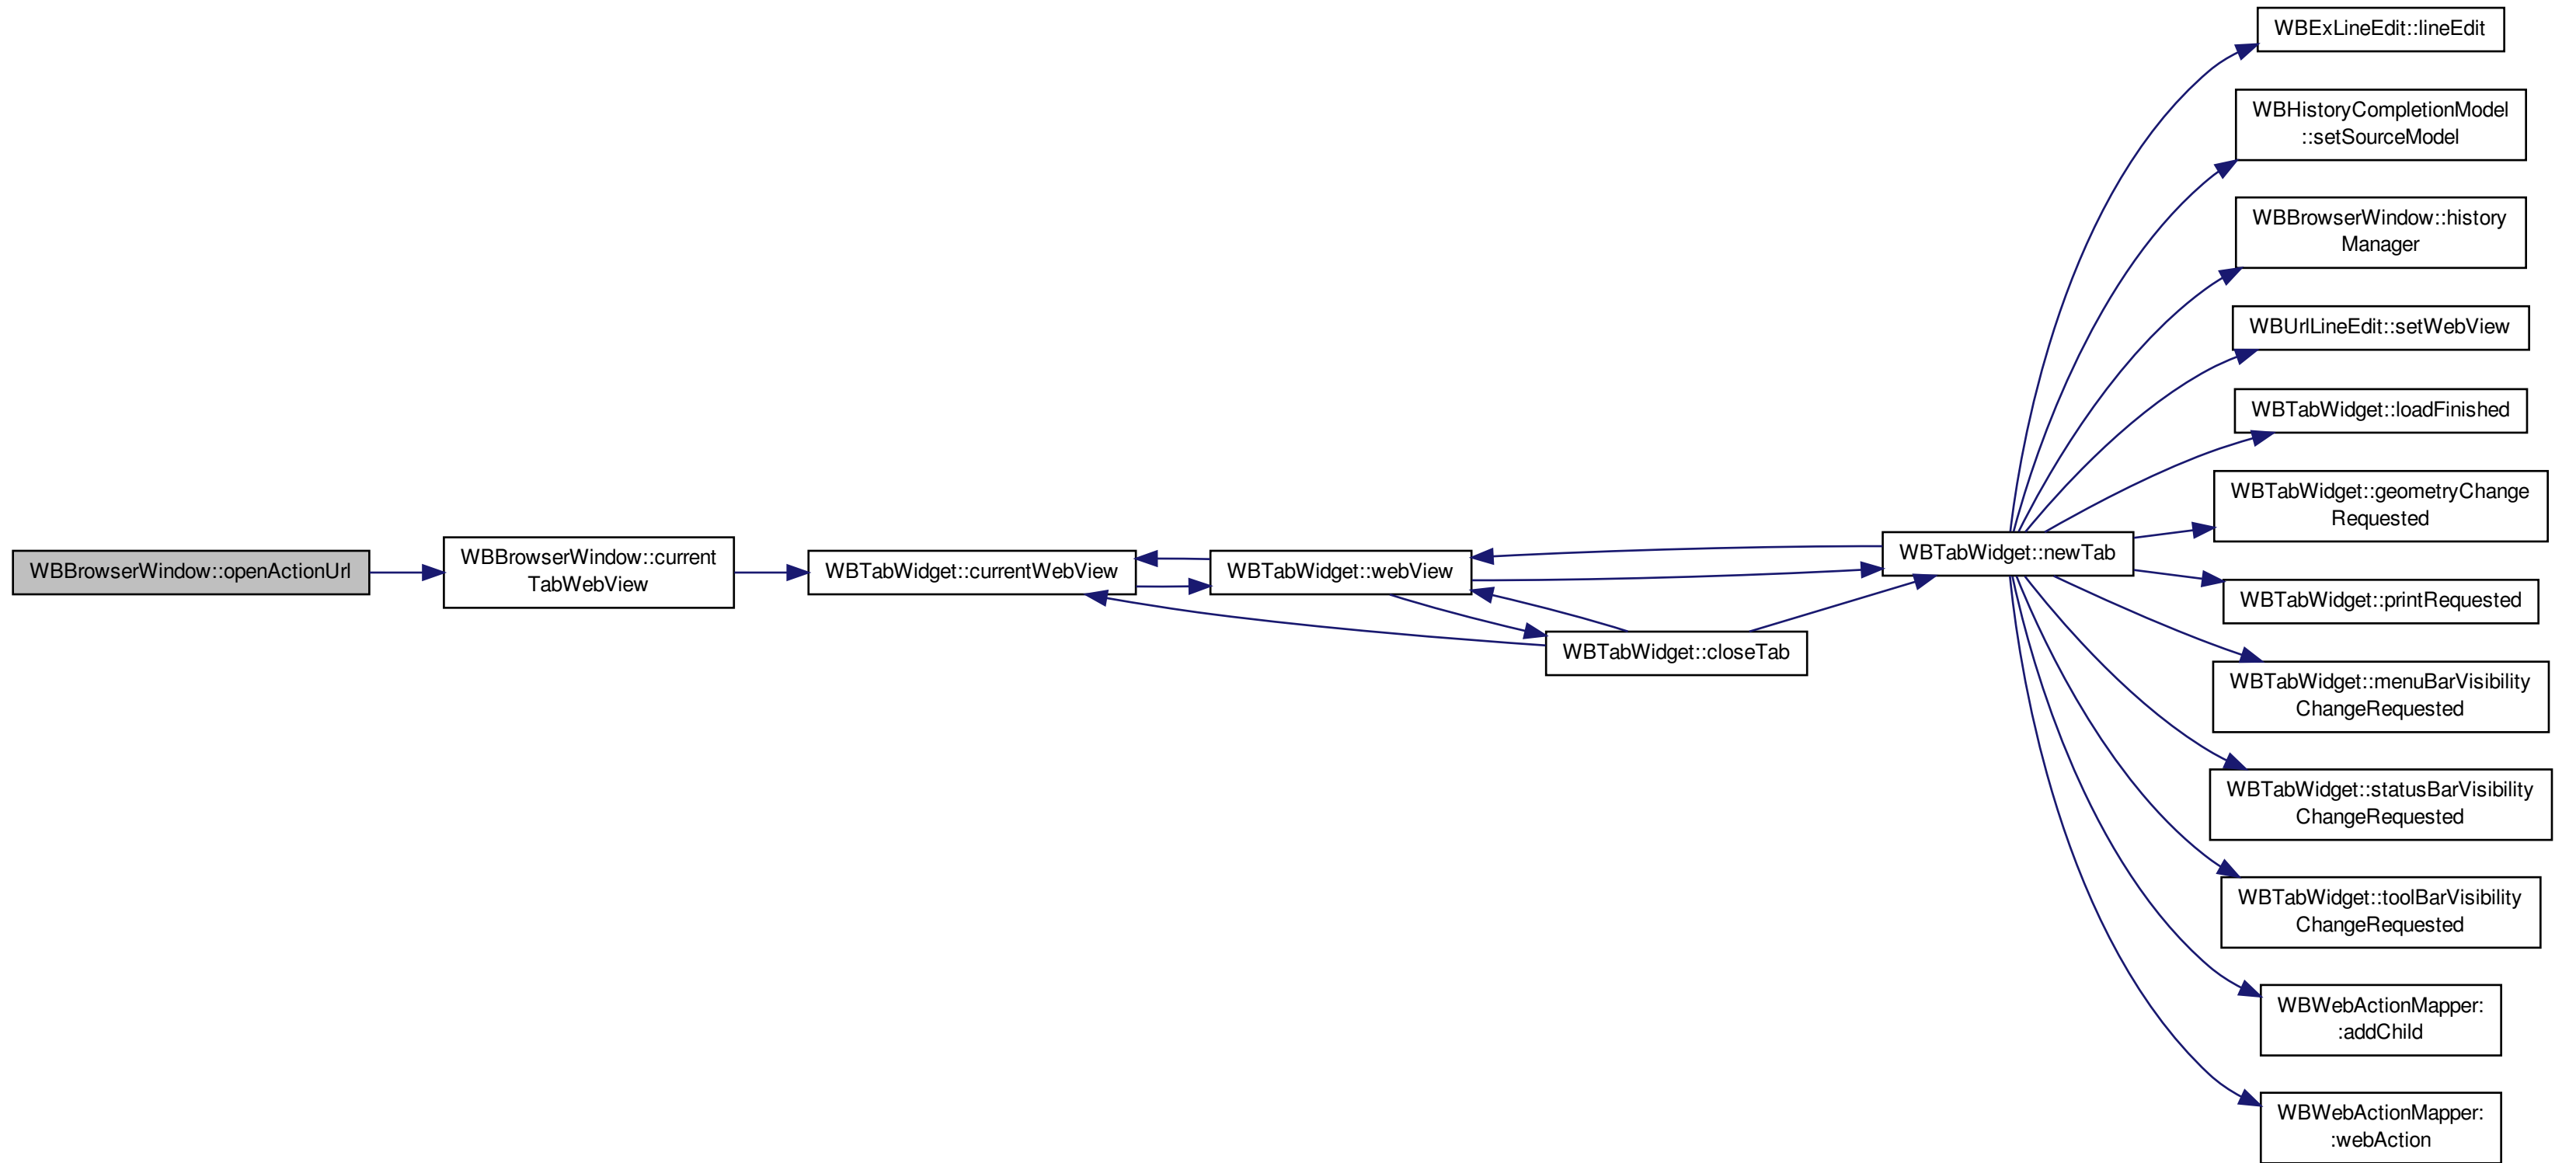 WBBrowserWindow::openActionUrl
WBBrowserWindow::current
TabWebView
WBTabWidget::currentWebView
WBTabWidget::webView
WBTabWidget::closeTab
WBTabWidget::newTab
WBExLineEdit::lineEdit
WBHistoryCompletionModel
::setSourceModel
WBBrowserWindow::history
Manager
WBUrlLineEdit::setWebView
WBTabWidget::loadFinished
WBTabWidget::geometryChange
Requested
WBTabWidget::printRequested
WBTabWidget::menuBarVisibility
ChangeRequested
WBTabWidget::statusBarVisibility
ChangeRequested
WBTabWidget::toolBarVisibility
ChangeRequested
WBWebActionMapper:
:addChild
WBWebActionMapper:
:webAction